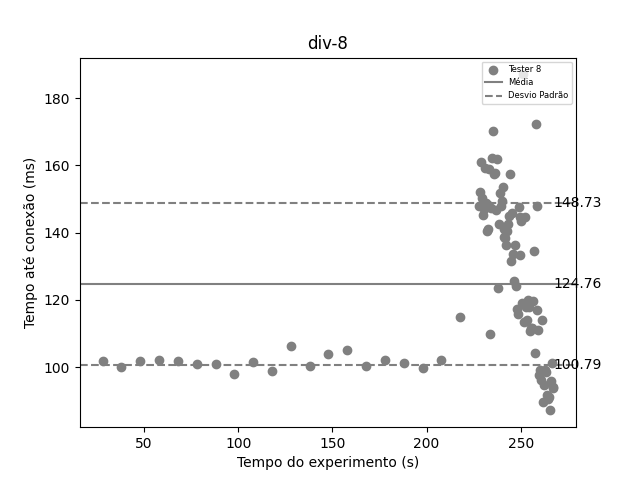 div-8
Tester 8
Média
Desvio Padrão
180
160
140
120
100
148.73
124.76
100.79
Tempo até conexão (ms)
50
100
150
200
250
Tempo do experimento (s)